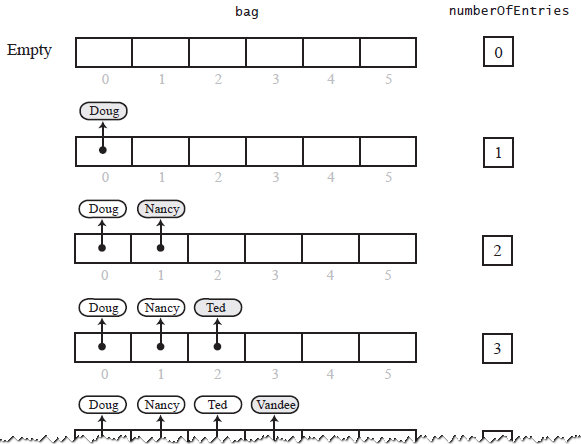 bag numberOfEntries
Empty 0
0 1 2 3 4 5
Doug
1
0 1 2 3 4 5
Doug Nancy
2
0 1 2 3 4 5
Doug Nancy Ted
3
0 1 2 3 4 5
Doug Nancy Ted Vandee